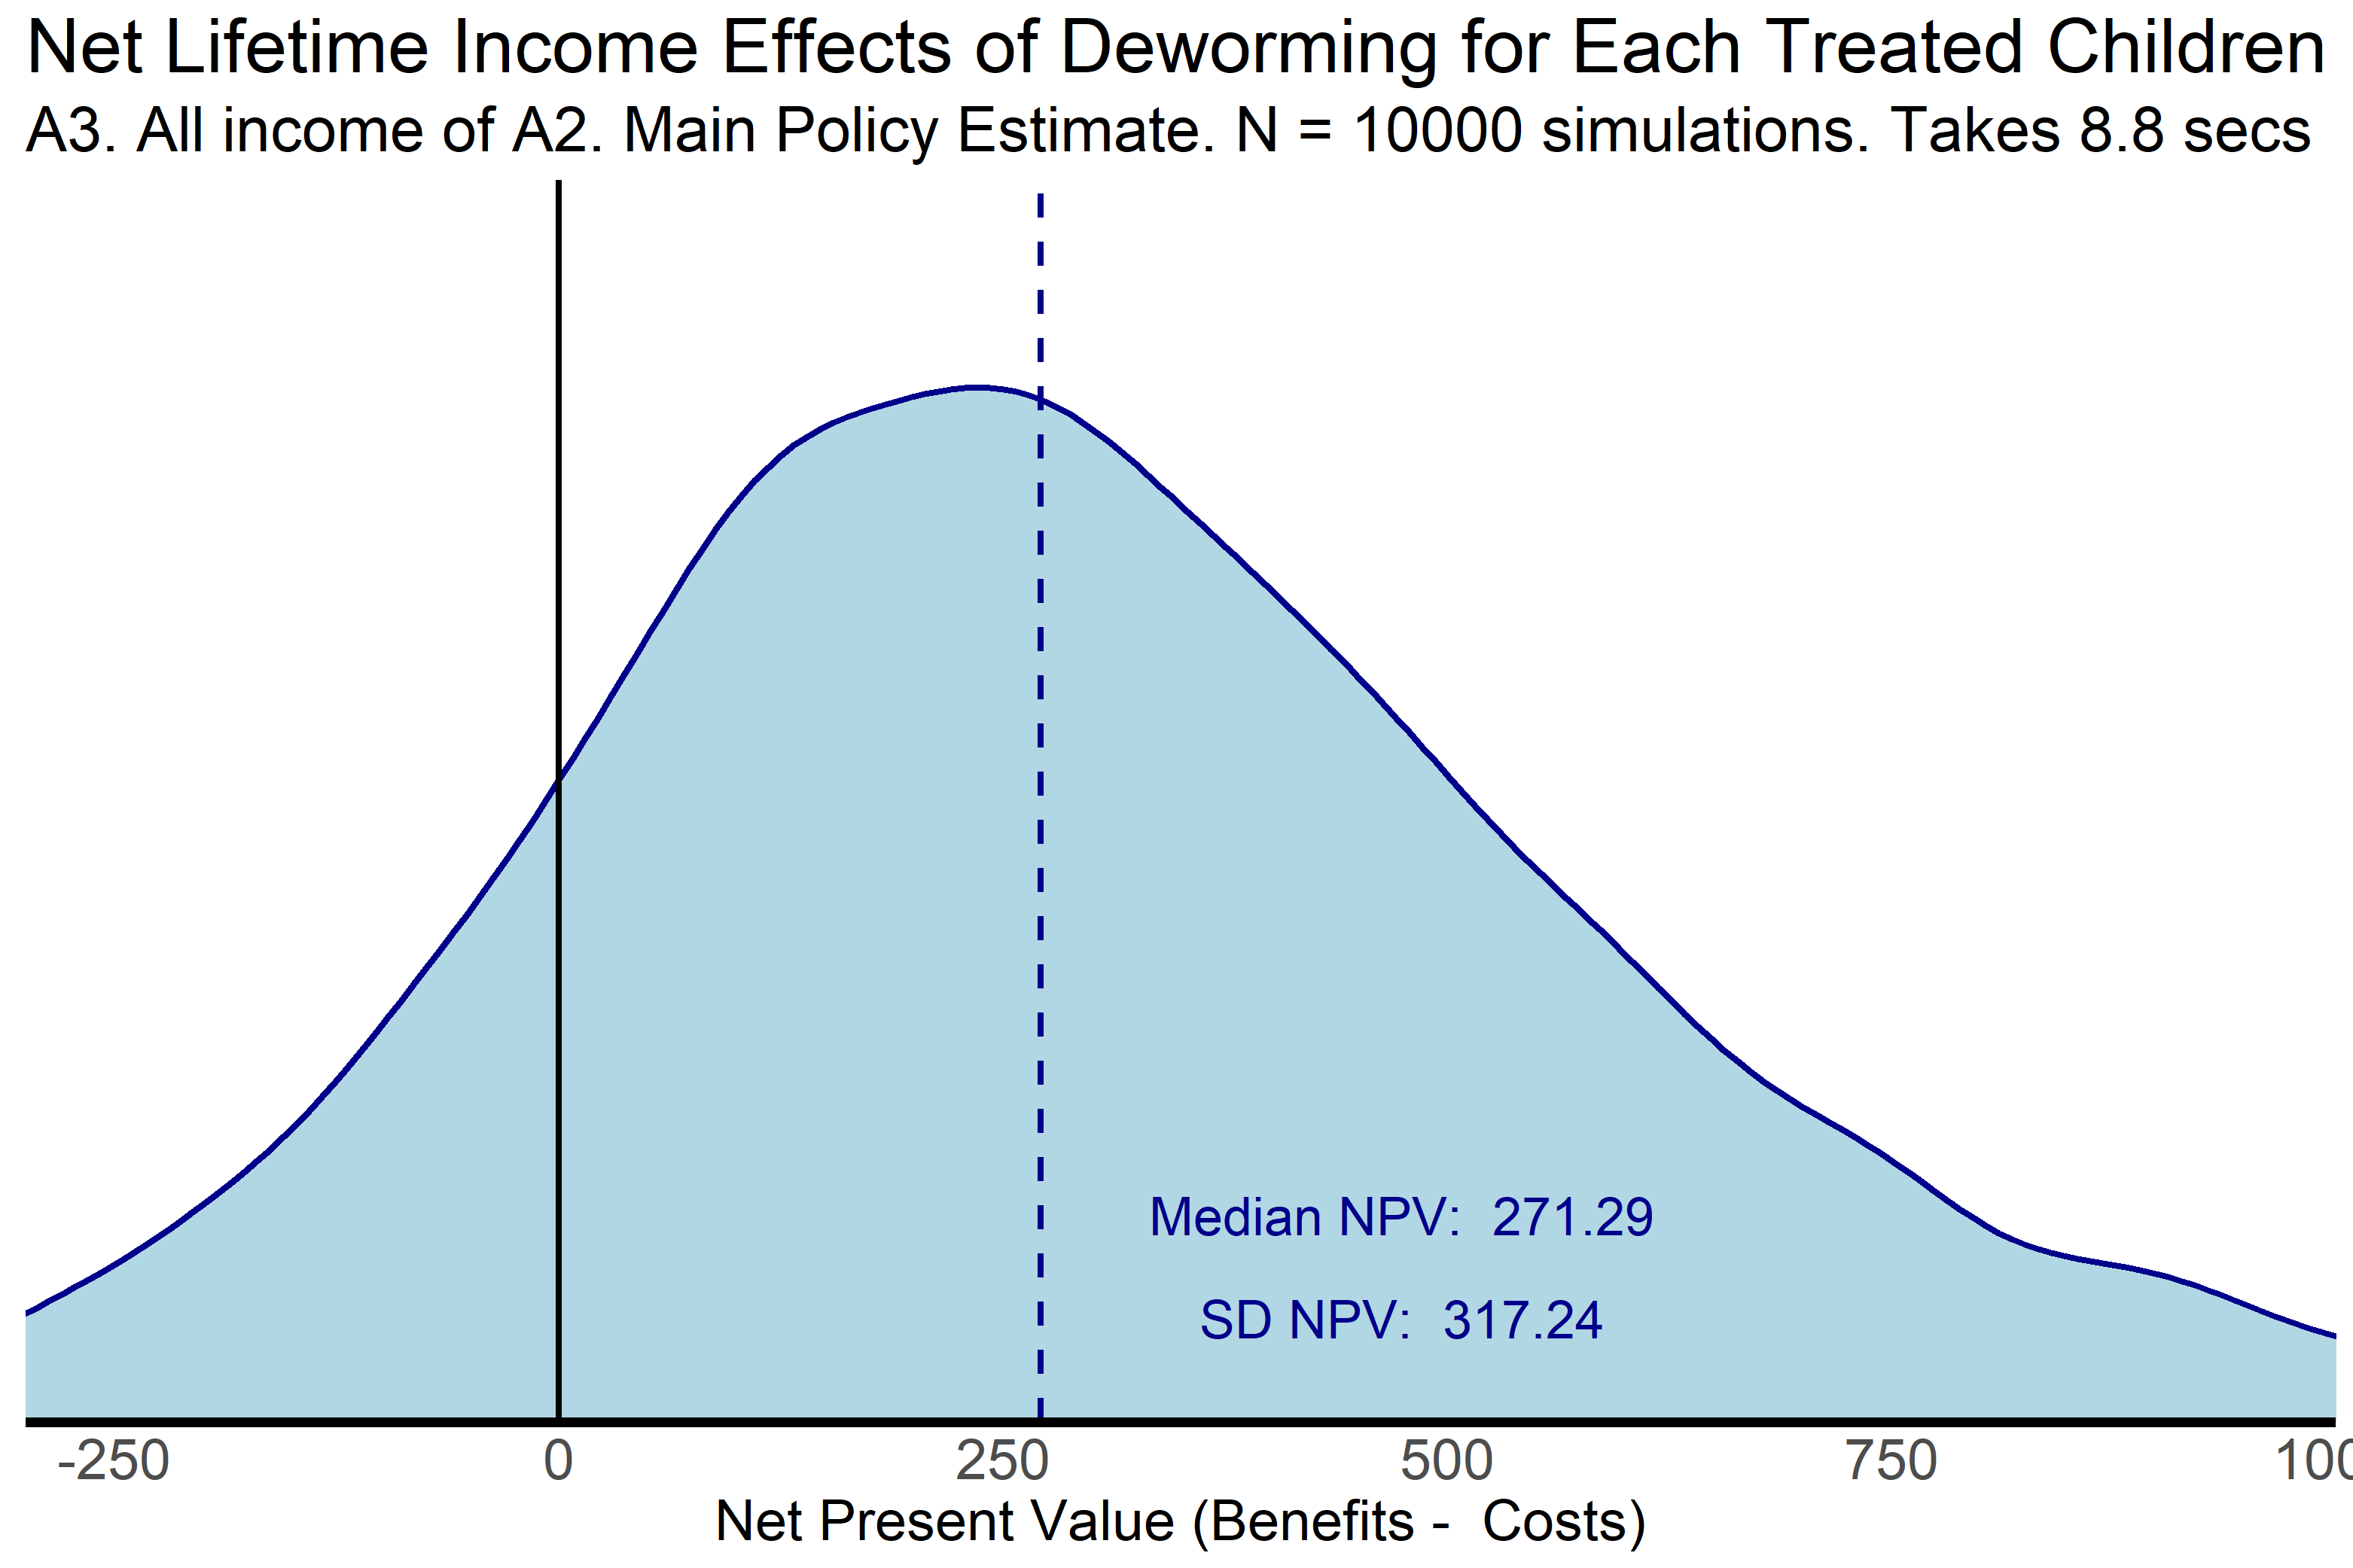 Net Lifetime Income Effects of Deworming for Each Treated Children
A3. All income of A2. Main Policy Estimate. N = 10000 simulations. Takes 8.8 secs
Median NPV:  271.29
SD NPV:  317.24
-250 0 250 500 750 100
Net Present Value (Benefits -  Costs)